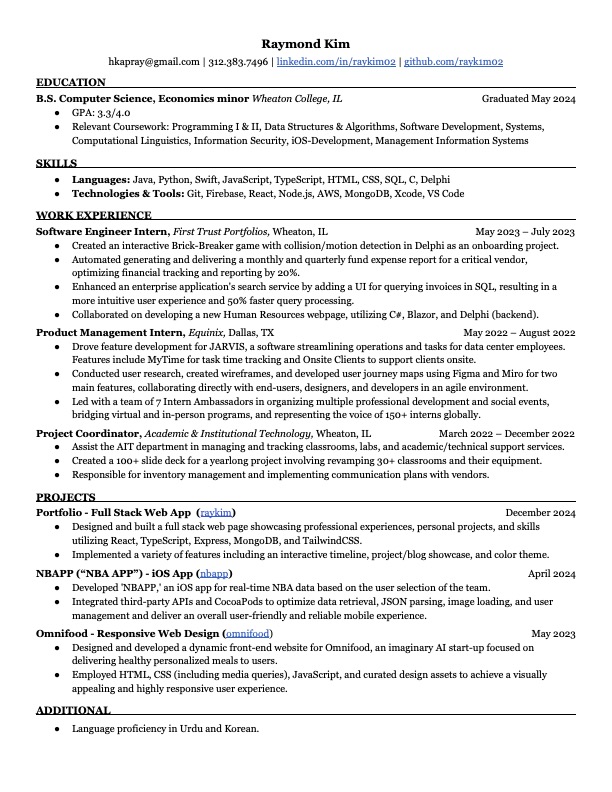 Raymond Kim
hkapray@gmail.com | 312.383.7496 | linkedin.com/in/raykim02 | github.com/rayk1m02
EDUCATION
B.S. Computer Science, Economics minor Wheaton College, IL Graduated May 2024
● GPA: 3.3/4.0
● Relevant Coursework: Programming I & II, Data Structures & Algorithms, Software Development, Systems,
Computational Linguistics, Information Security, iOS-Development, Management Information Systems
SKILLS
● Languages: Java, Python, Swift, JavaScript, TypeScript, HTML, CSS, SQL, C, Delphi
● Technologies & Tools: Git, Firebase, React, Node.js, AWS, MongoDB, Xcode, VS Code
WORK EXPERIENCE
Software Engineer Intern, First Trust Portfolios, Wheaton, IL May 2023 – July 2023
● Created an interactive Brick-Breaker game with collision/motion detection in Delphi as an onboarding project.
● Automated generating and delivering a monthly and quarterly fund expense report for a critical vendor,
optimizing financial tracking and reporting by 20%.
● Enhanced an enterprise application's search service by adding a UI for querying invoices in SQL, resulting in a
more intuitive user experience and 50% faster query processing.
● Collaborated on developing a new Human Resources webpage, utilizing C#, Blazor, and Delphi (backend).
Product Management Intern, Equinix, Dallas, TX May 2022 – August 2022
● Drove feature development for JARVIS, a software streamlining operations and tasks for data center employees.
Features include MyTime for task time tracking and Onsite Clients to support clients onsite.
● Conducted user research, created wireframes, and developed user journey maps using Figma and Miro for two
main features, collaborating directly with end-users, designers, and developers in an agile environment.
● Led with a team of 7 Intern Ambassadors in organizing multiple professional development and social events,
bridging virtual and in-person programs, and representing the voice of 150+ interns globally.
Project Coordinator, Academic & Institutional Technology, Wheaton, IL March 2022 – December 2022
● Assist the AIT department in managing and tracking classrooms, labs, and academic/technical support services.
● Created a 100+ slide deck for a yearlong project involving revamping 30+ classrooms and their equipment.
● Responsible for inventory management and implementing communication plans with vendors.
PROJECTS
Portfolio - Full Stack Web App (raykim) December 2024
● Designed and built a full stack web page showcasing professional experiences, personal projects, and skills
utilizing React, TypeScript, Express, MongoDB, and TailwindCSS.
● Implemented a variety of features including an interactive timeline, project/blog showcase, and color theme.
NBAPP (“NBA APP”) - iOS App (nbapp) April 2024
● Developed 'NBAPP,' an iOS app for real-time NBA data based on the user selection of the team.
● Integrated third-party APIs and CocoaPods to optimize data retrieval, JSON parsing, image loading, and user
management and deliver an overall user-friendly and reliable mobile experience.
Omnifood - Responsive Web Design (omnifood) May 2023
● Designed and developed a dynamic front-end website for Omnifood, an imaginary AI start-up focused on
delivering healthy personalized meals to users.
● Employed HTML, CSS (including media queries), JavaScript, and curated design assets to achieve a visually
appealing and highly responsive user experience.
ADDITIONAL
● Language proficiency in Urdu and Korean.